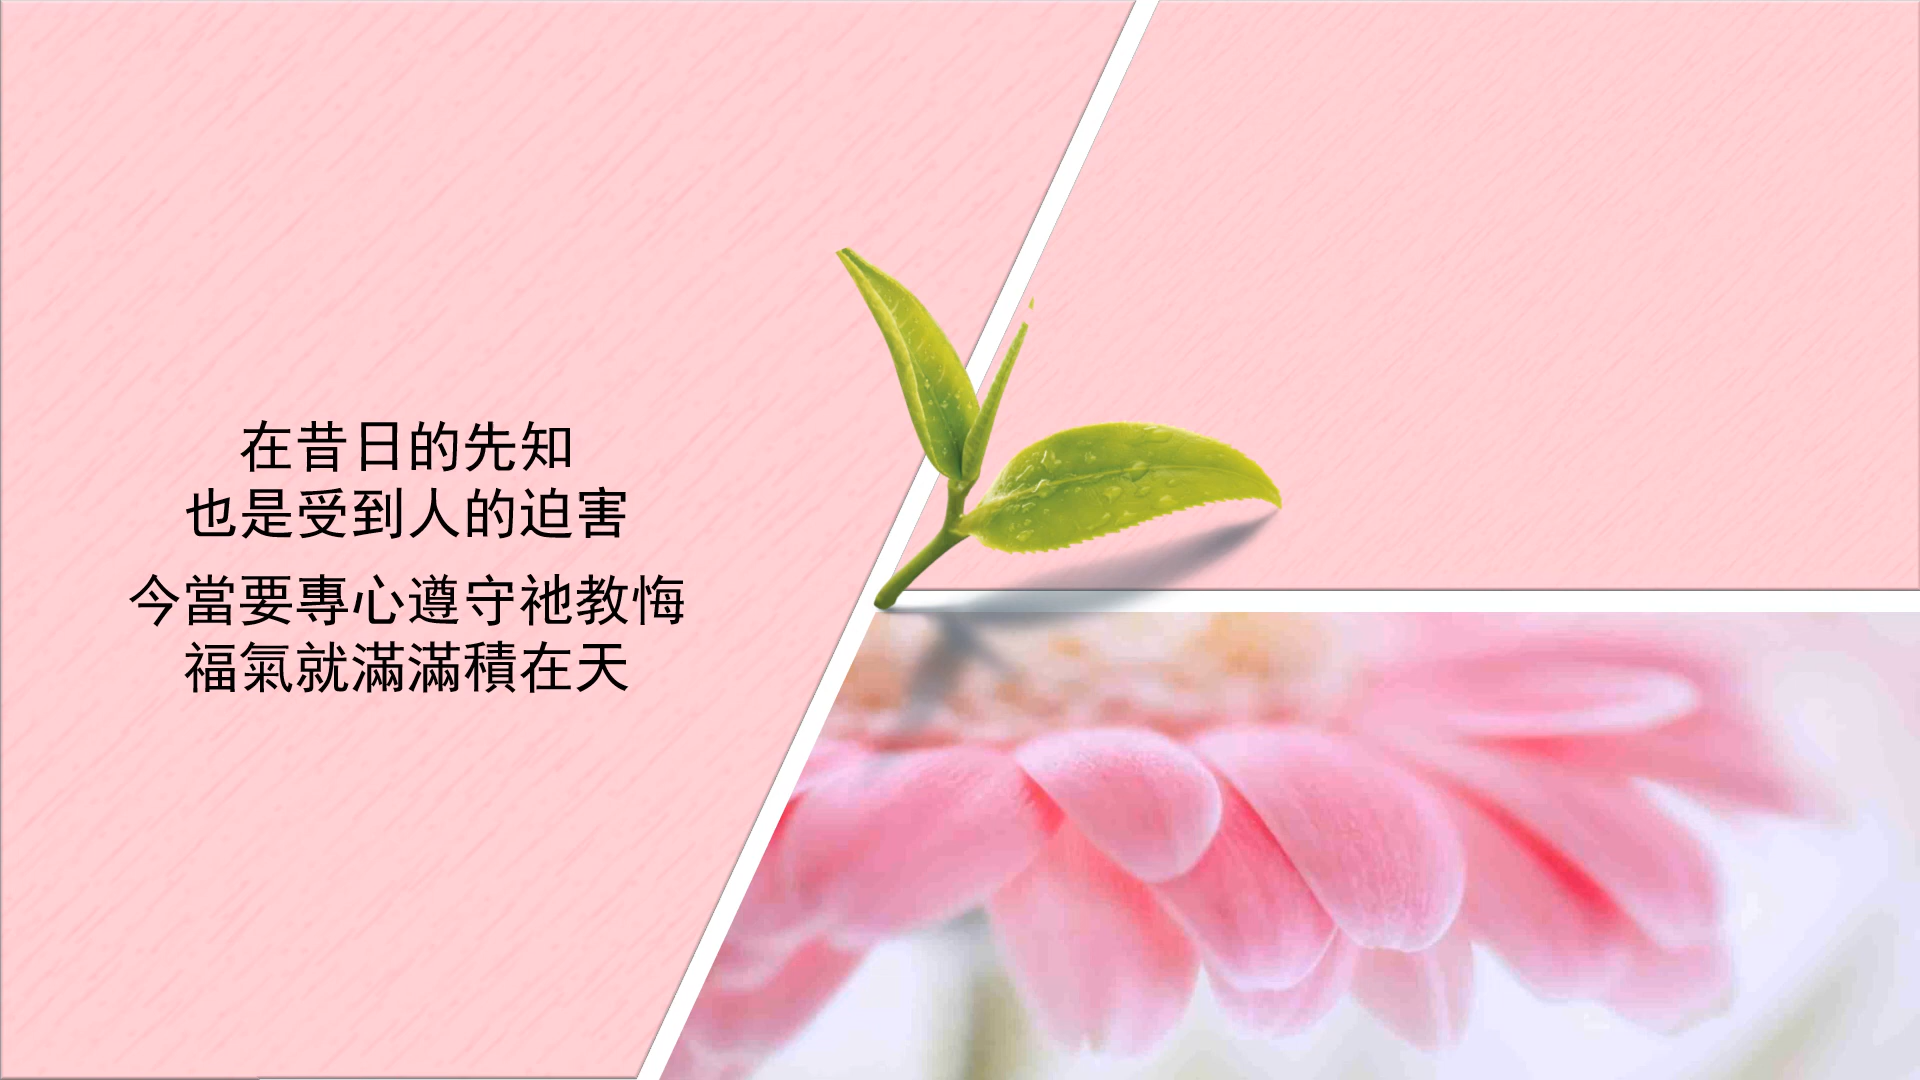 在昔日的先知
也是受到人的迫害
今當要專心遵守祂教悔
福氣就滿滿積在天